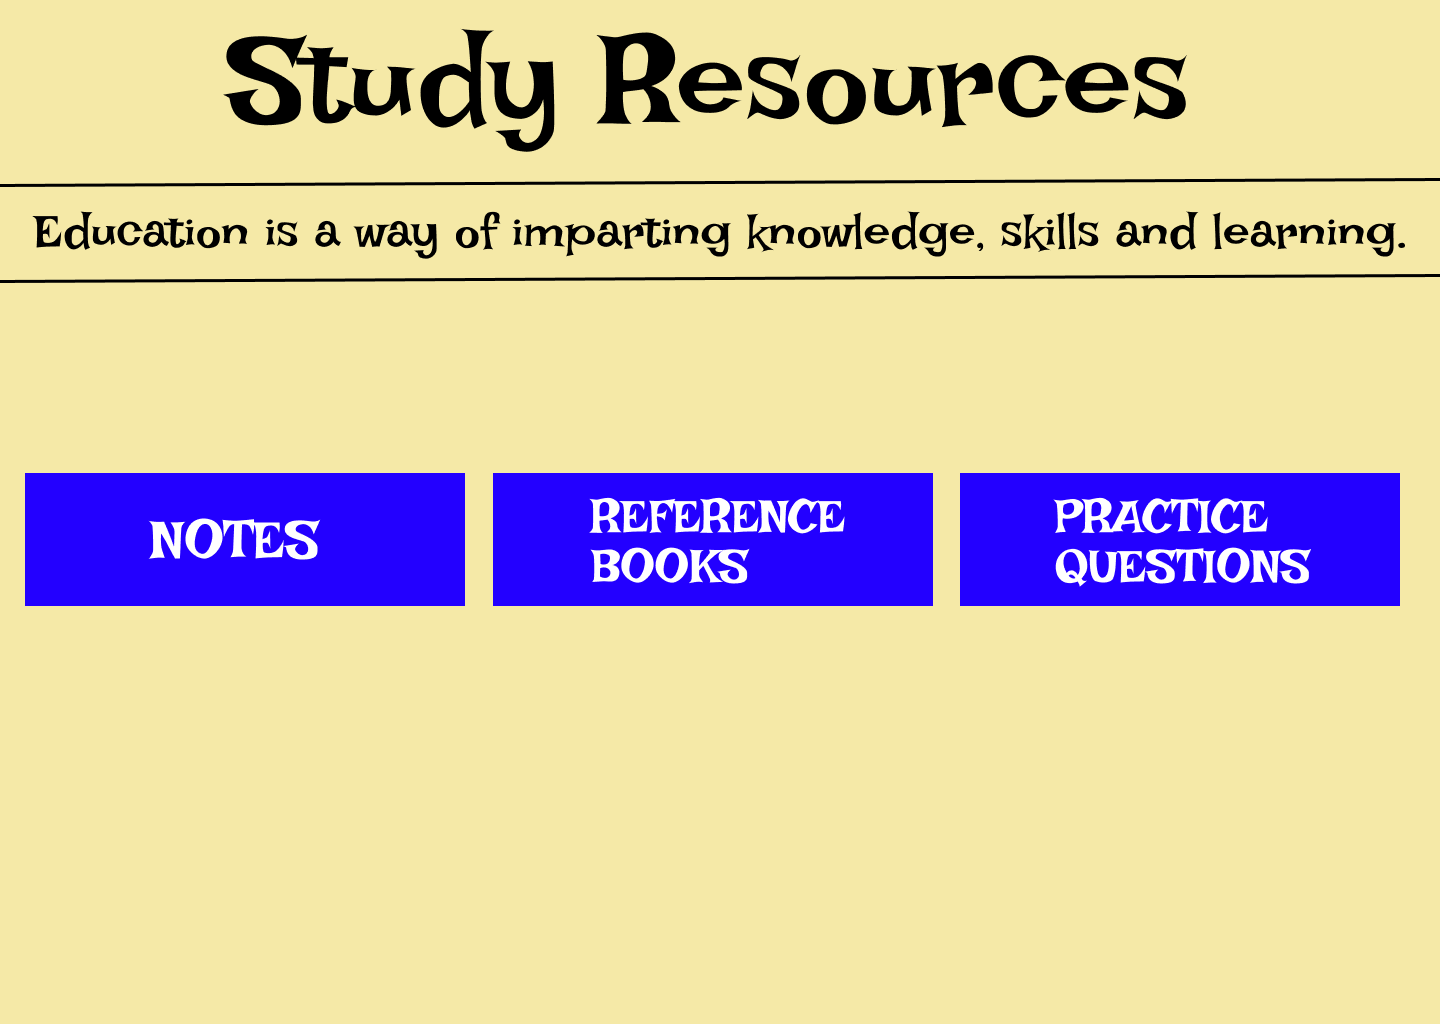 Study Resources
Education is a way of imparting knowledge, skills and learning.
NOTES
REFERENCE
BOOKS
PRACTICE
QUESTIONS